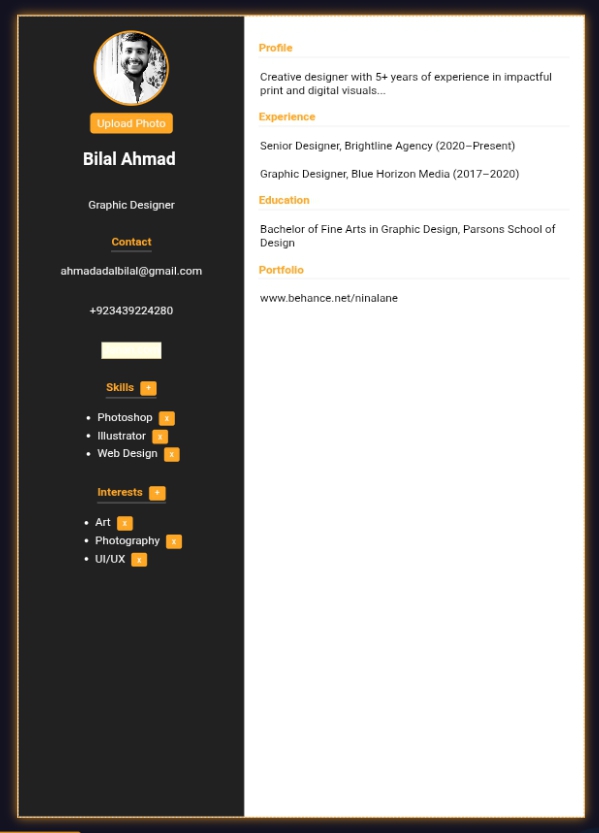 Upload Photo
Bilal Ahmad
Graphic Designer
Contact
ahmadadalbilal@gmail.com
+923439224280
Skills +
Photoshop x
Illustrator x
Web Design x
Interests +
Art x
Photography x
UI/UX x
Profile
Creative designer with 5+ years of experience in impactful
print and digital visuals...
Experience
Senior Designer, Brightline Agency (2020–Present)
Graphic Designer, Blue Horizon Media (2017–2020)
Education
Bachelor of Fine Arts in Graphic Design, Parsons School of
Design
Portfolio
www.behance.net/ninalane